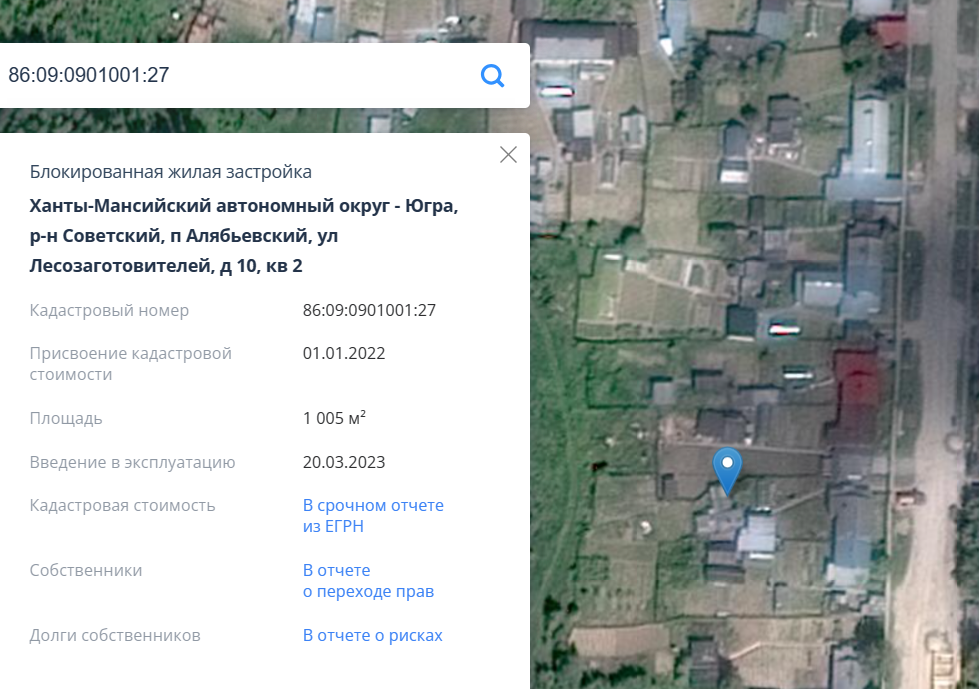 86:09:0901001:27
Блокированная жилая застройка
Ханты-Мансийский автономный округ - Югра,
р-н Советский, п Алябьевский, ул
Лесозаготовителей, д 10, кв 2
Кадастровый номер 86:09:0901001:27
Присвоение кадастровой 01.01.2022
стоимости
Площадь 1 005 м²
Введение в эксплуатацию 20.03.2023
Кадастровая стоимость В срочном отчете
из ЕГРН
Собственники В отчете
о переходе прав
Долги собственников В отчете о рисках